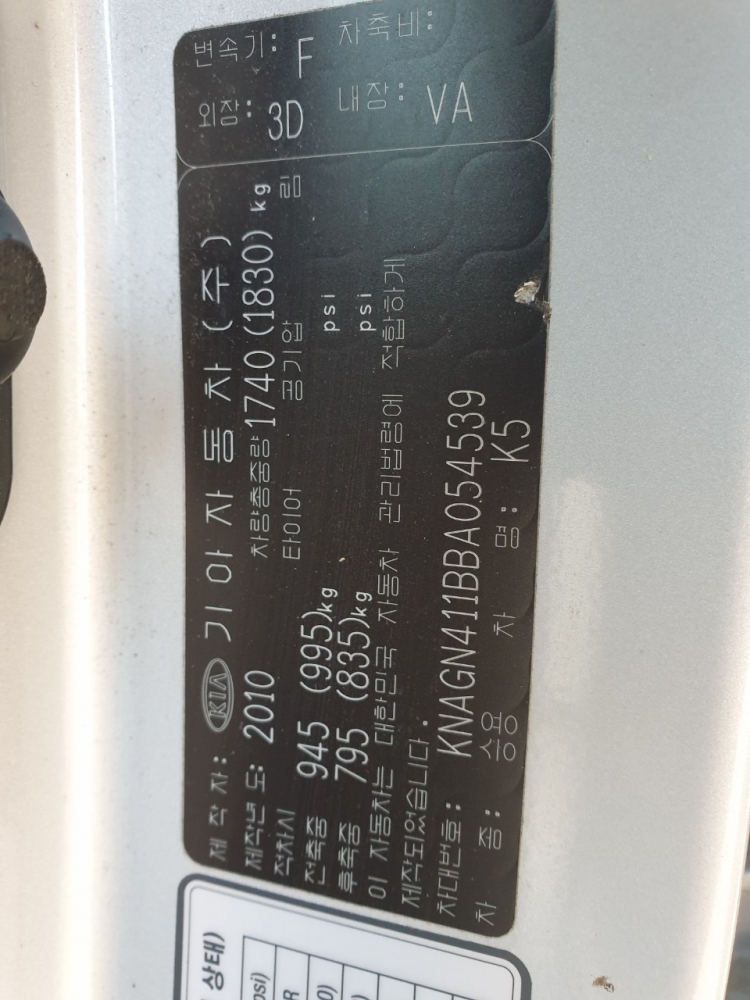 제 작 자: KIA 기 아 자 동 차 ( 주 )
제작년 도: 2010 차량총중량 1740 (1830) kg
적차시 타이어 공기압 림
전축중 945 (995)kg psi
후축중 795 (835)kg psi
이 자동차는 대한민국 자동차 관리법령에 적합하게
제작되었습니다.
차대번호: KNAGN411BBA054539
차 종: 승용 차 명: K5
변속기: F 차축비:
외장: 3D 내장: VA
상태)
psi)
R
0)
)